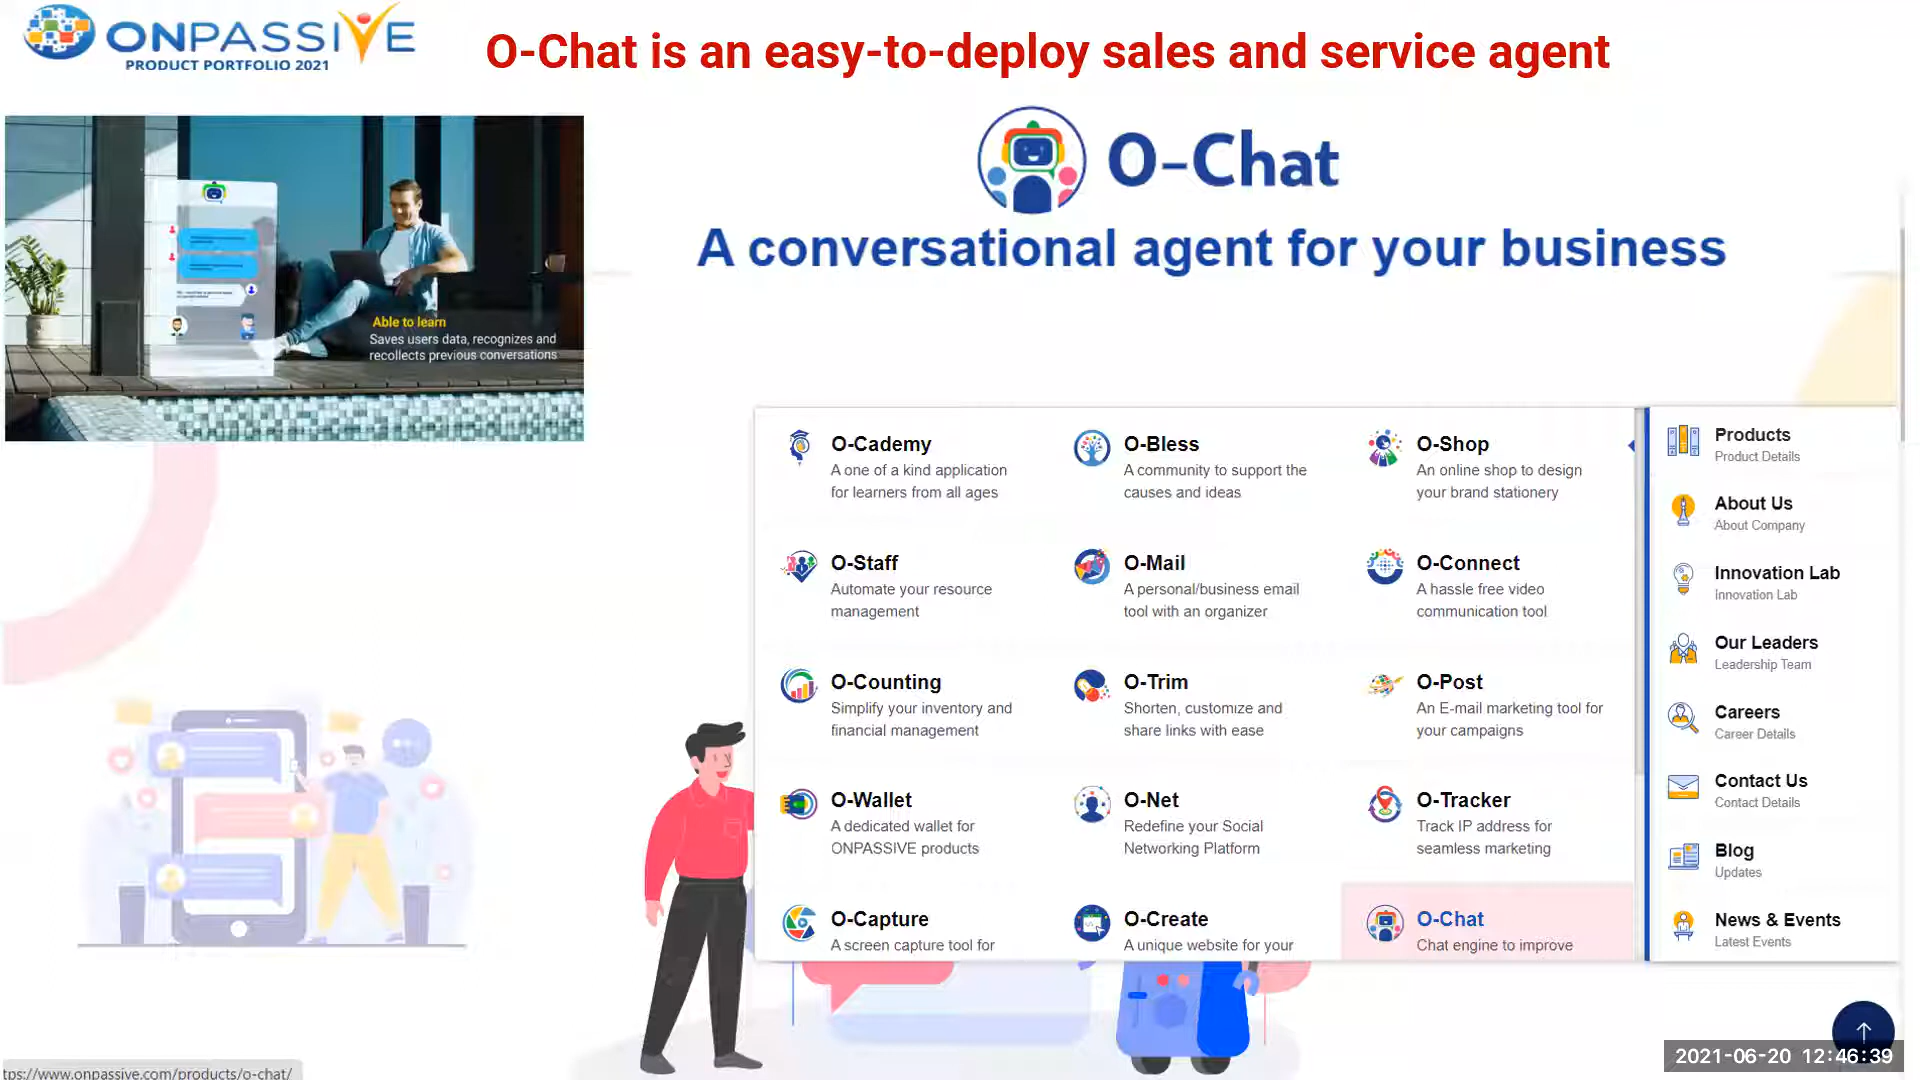 ONPASSIVE
PRODUCT PORTFOLIO 2021
O-Chat is an easy-to-deploy sales and service agent
O-Chat
A conversational agent for your business
Able to learn
Saves users data, recognizes and
recollects previous conversations
O-Cademy
A one of a kind application
for learners from all ages
O-Bless
A community to support the
causes and ideas
O-Shop
An online shop to design
your brand stationery
O-Staff
Automate your resource
management
O-Mail
A personal/business email
tool with an organizer
O-Connect
A hassle free video
communication tool
O-Counting
Simplify your inventory and
financial management
O-Trim
Shorten, customize and
share links with ease
O-Post
An E-mail marketing tool for
your campaigns
O-Wallet
A dedicated wallet for
ONPASSIVE products
O-Net
Redefine your Social
Networking Platform
O-Tracker
Track IP address for
seamless marketing
O-Capture
A screen capture tool for
O-Create
A unique website for your
O-Chat
Chat engine to improve
Products
Product Details
About Us
About Company
Innovation Lab
Innovation Lab
Our Leaders
Leadership Team
Careers
Career Details
Contact Us
Contact Details
Blog
Updates
News & Events
Latest Events
tps://www.onpassive.com/products/o-chat/
2021-06-20 12:46:39